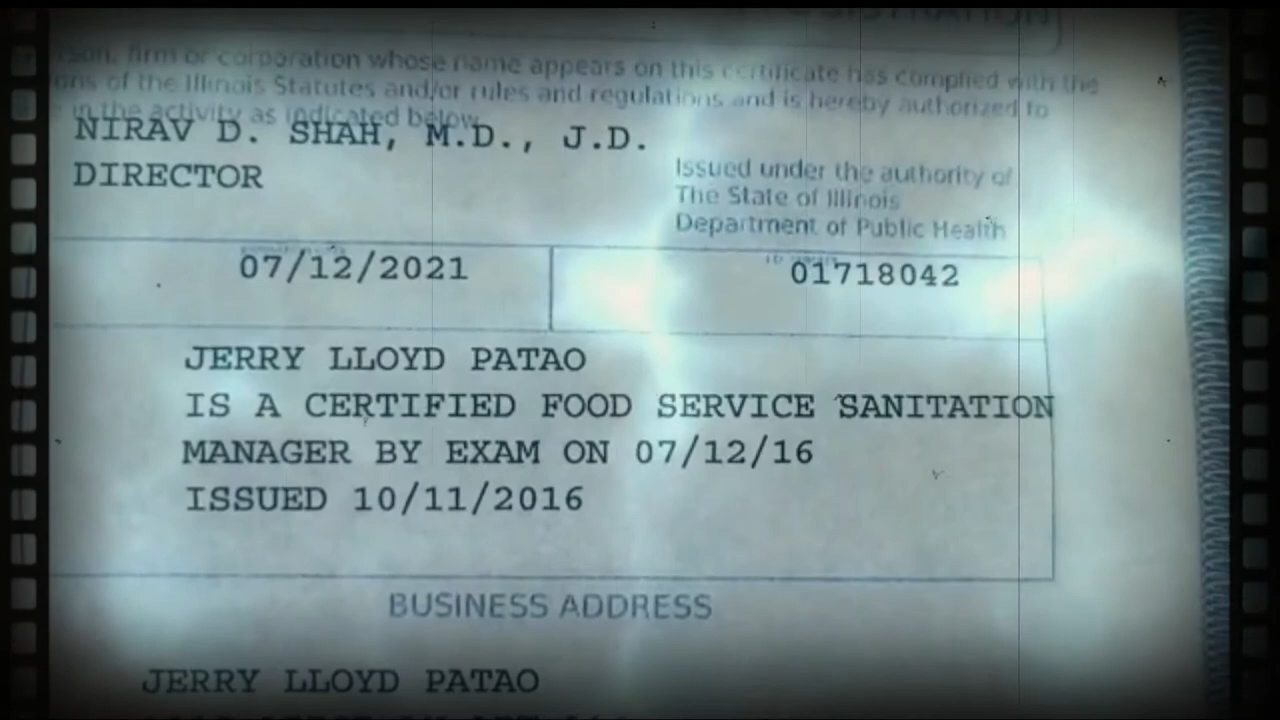 firm or corporation whose name appears on this certificate has complied with the
of the Illinois Statutes and/or rules and regulations and is hereby authorized to
in the activity as indicated below
NIRAV D. SHAH, M.D., J.D.
DIRECTOR
Issued under the authority of
The State of Illinois
Department of Public Health
07/12/2021
01718042
JERRY LLOYD PATAO
IS A CERTIFIED FOOD SERVICE SANITATION
MANAGER BY EXAM ON 07/12/16
ISSUED 10/11/2016
BUSINESS ADDRESS
JERRY LLOYD PATAO